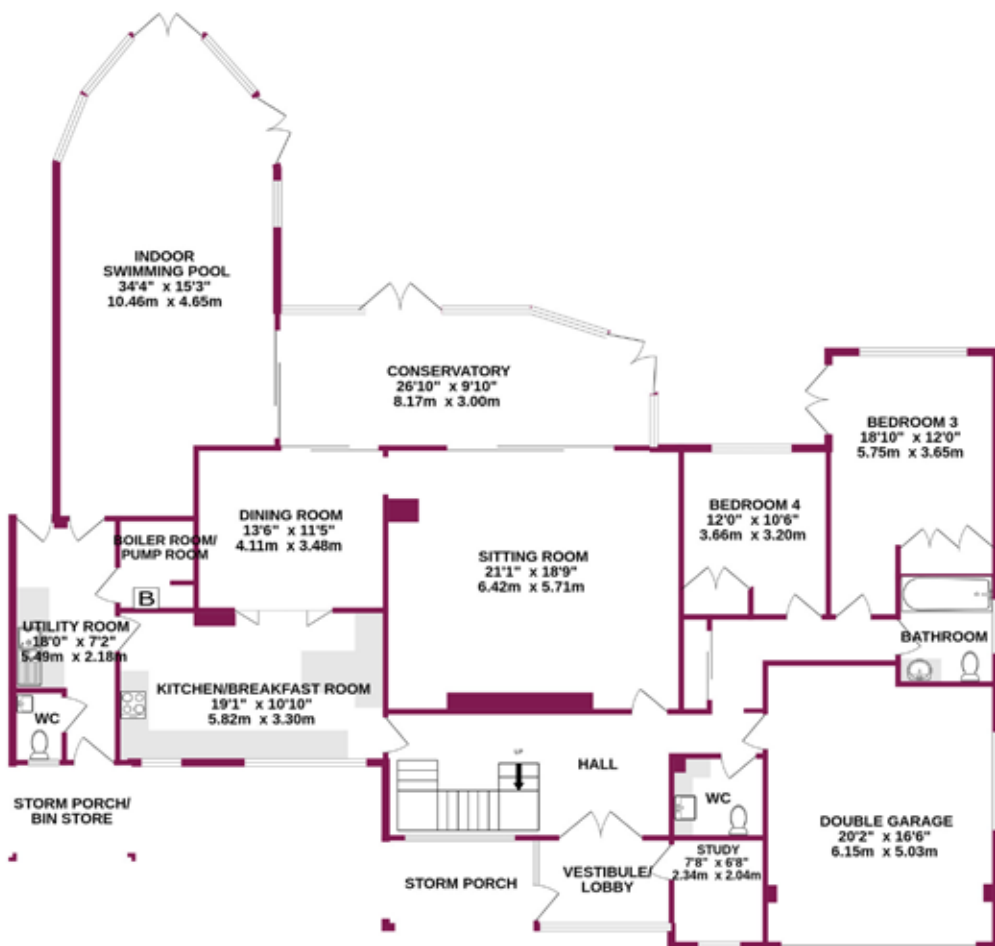 INDOOR
SWIMMING POOL
34'4" x 15'3"
10.46m x 4.65m
CONSERVATORY
26'10" x 9'10"
8.17m x 3.00m
BEDROOM 3
18'10" x 12'0"
5.75m x 3.65m
DINING ROOM
13'6" x 11'5"
4.11m x 3.48m
BEDROOM 4
12'0" x 10'6"
3.66m x 3.20m
BOILER ROOM/
PUMP ROOM
B
SITTING ROOM
21'1" x 18'9"
6.42m x 5.71m
UTILITY ROOM
18'0" x 7'2"
5.49m x 2.18m
BATHROOM
KITCHEN/BREAKFAST ROOM
19'1" x 10'10"
5.82m x 3.30m
WC
UP
HALL
WC
STORM PORCH/
BIN STORE
DOUBLE GARAGE
20'2" x 16'6"
6.15m x 5.03m
STUDY
7'8" x 6'8"
2.34m x 2.04m
STORM PORCH
VESTIBULE/
LOBBY